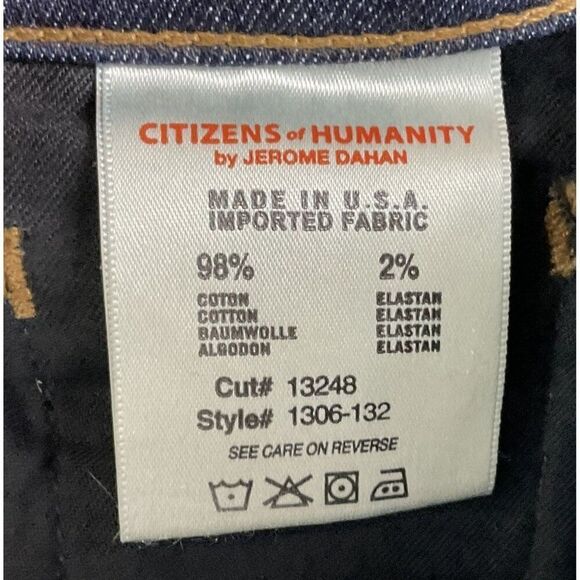 CITIZENS of HUMANITY
by JEROME DAHAN
MADE IN U.S.A.
IMPORTED FABRIC
98% 2%
COTON ELASTAN
COTTON ELASTAN
BAUMWOLLE ELASTAN
ALGODON ELASTAN
Cut# 13248
Style# 1306-132
SEE CARE ON REVERSE